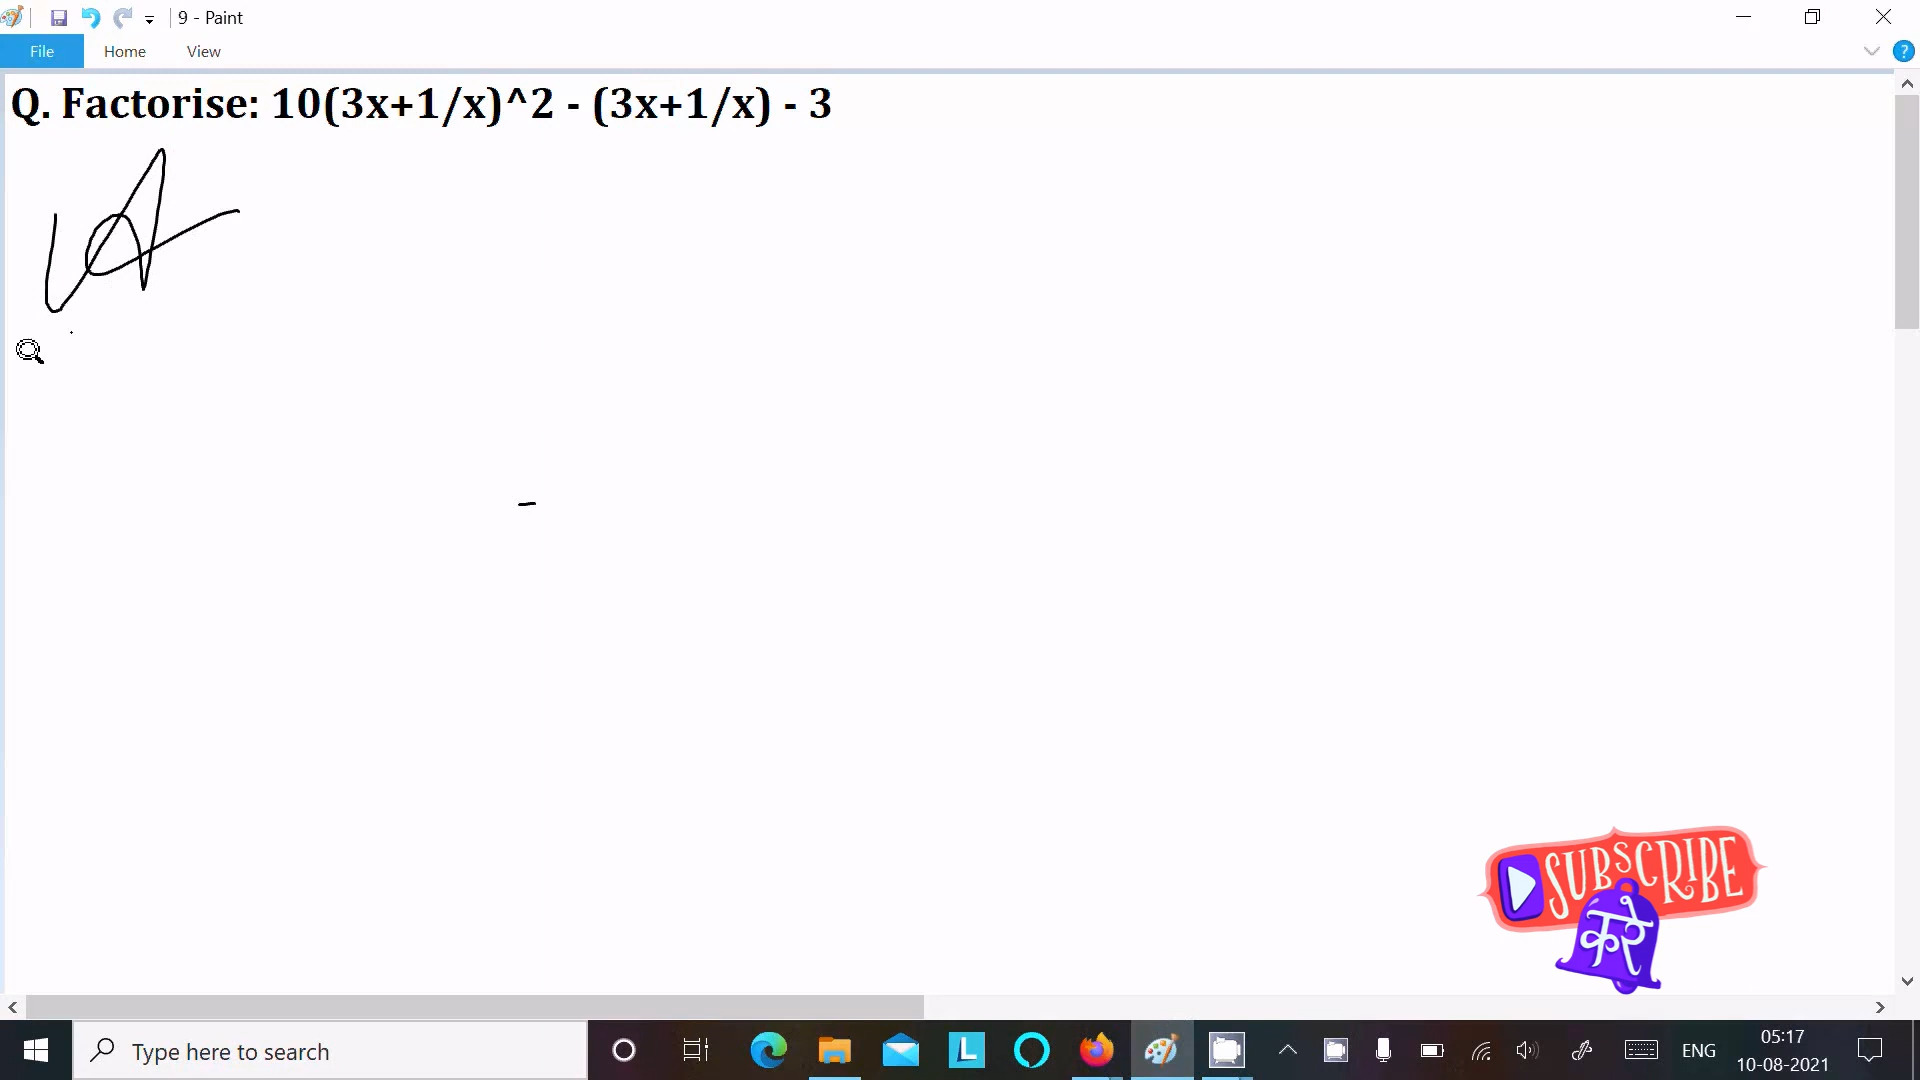 9 - Paint
File Home View
Q. Factorise: 10(3x+1/x)^2 - (3x+1/x) - 3
SUBSCRIBE
करे
Type here to search
L
ENG
05:17
10-08-2021